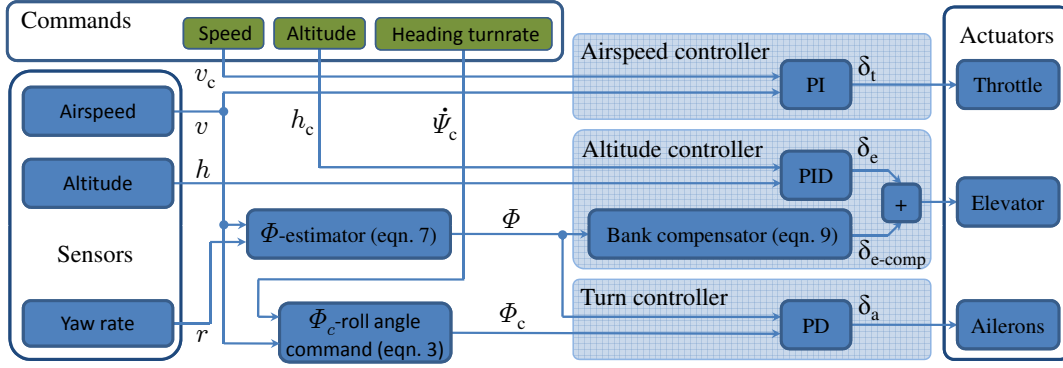 Commands
Speed
Altitude
Heading turnrate
Actuators
Airspeed controller
v_c
PI
δ_t
Throttle
Airspeed
v
h_c
Ψ̇_c
Altitude controller
δ_e
Altitude
h
PID
+
Elevator
Φ-estimator (eqn. 7)
Φ
Bank compensator (eqn. 9)
δ_e-comp
Sensors
Turn controller
Yaw rate
r
Φ_c-roll angle
command (eqn. 3)
Φ_c
PD
δ_a
Ailerons